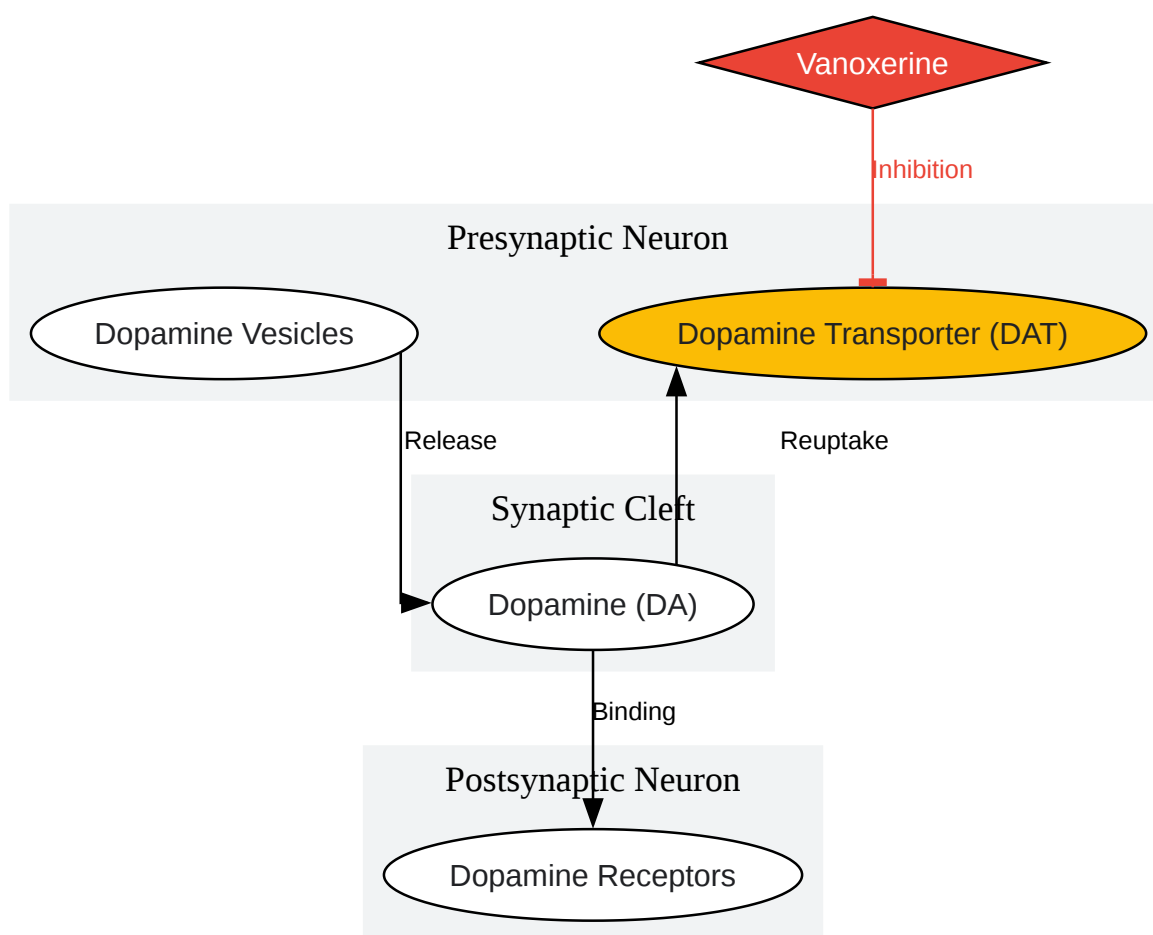 Vanoxerine
Inhibition
Presynaptic Neuron
Dopamine Vesicles
Dopamine Transporter (DAT)
Release
Reuptake
Synaptic Cleft
Dopamine (DA)
Binding
Postsynaptic Neuron
Dopamine Receptors